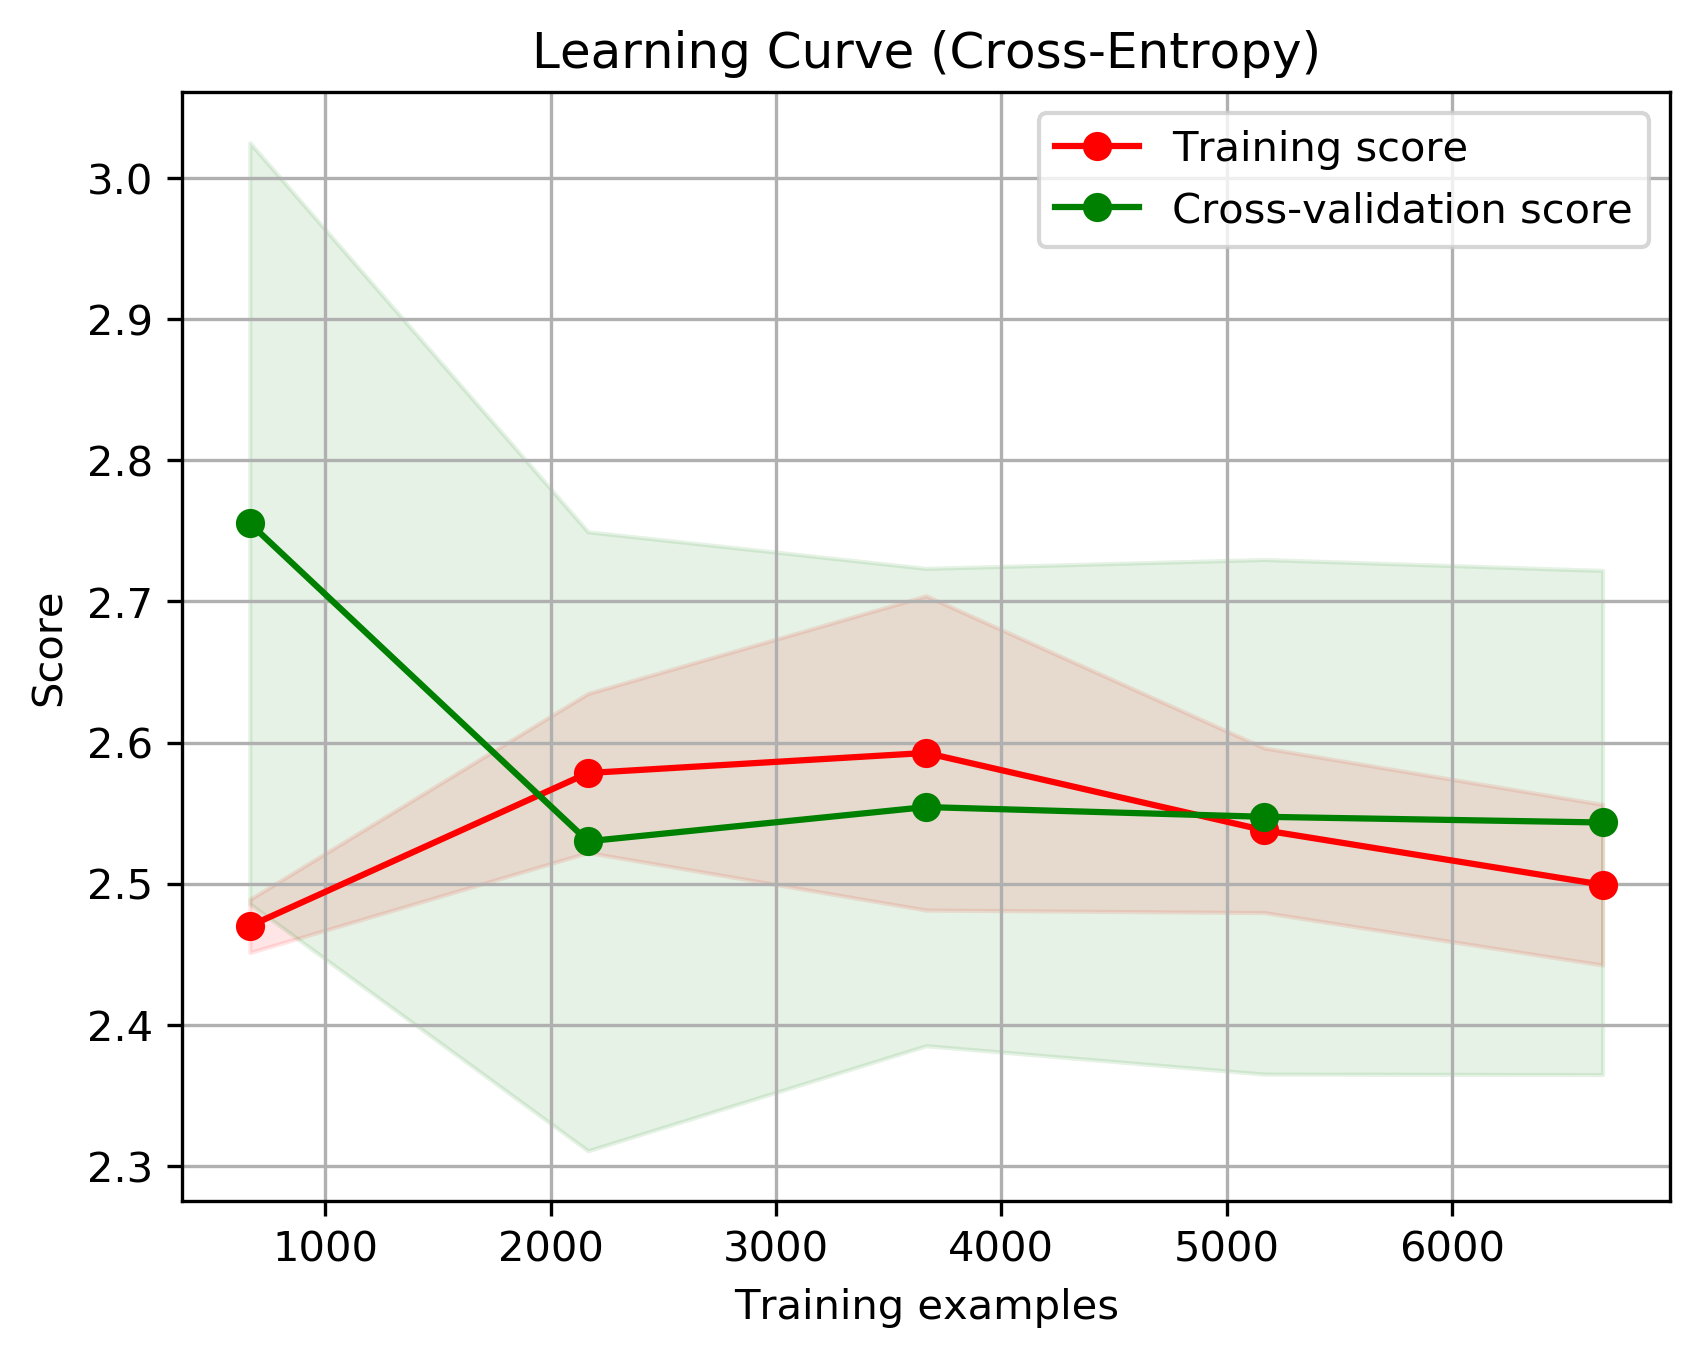 Learning Curve (Cross-Entropy)
Training score
Cross-validation score
3.0
2.9
2.8
2.7
2.6
2.5
2.4
2.3
Score
1000 2000 3000 4000 5000 6000
Training examples